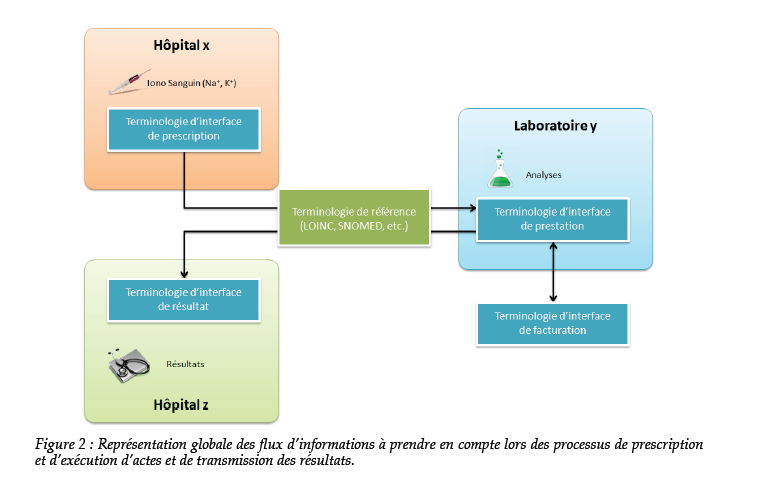 Hôpital x
Iono Sanguin (Na⁺, K⁺)
Terminologie d'interface
de prescription
Laboratoire y
Analyses
Terminologie de référence
(LOINC, SNOMED, etc.)
Terminologie d'interface
de prestation
Terminologie d'interface
de résultat
Terminologie d'interface
de facturation
Résultats
Hôpital z
Figure 2 : Représentation globale des flux d'informations à prendre en compte lors des processus de prescription
et d'exécution d'actes et de transmission des résultats.